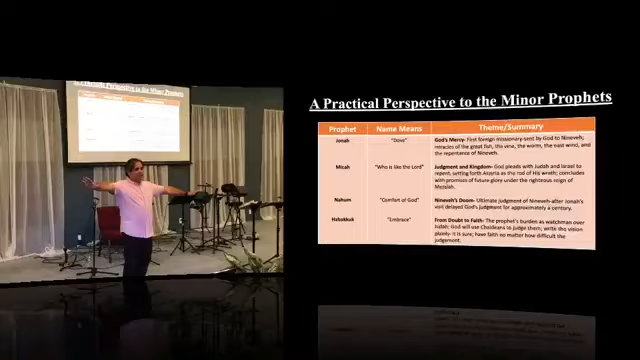 A Practical Perspective to the Minor Prophets
Prophet Name Means Theme/Summary
Jonah "Dove" God's Mercy- First foreign missionary sent by God to Nineveh;
miracles of the great fish, the vine, the worm, the east wind, and
the repentance of Nineveh.
Micah "Who is like the Lord" Judgment and Kingdom- God pleads with Judah and Israel to
repent, setting forth Assyria as the rod of His wrath; concludes
with promises of future glory under the righteous reign of
Messiah.
Nahum "Comfort of God" Nineveh's Doom- Ultimate judgment of Nineveh-after Jonah's
visit delayed God's judgment for approximately a century.
Habakkuk "Embrace" From Doubt to Faith- The prophet's burden as watchman over
Judah; God will use Chaldeans to judge them; write the vision
plainly- it is sure; have faith no matter how difficult the
judgement.
Perspective to the Minor Prophets